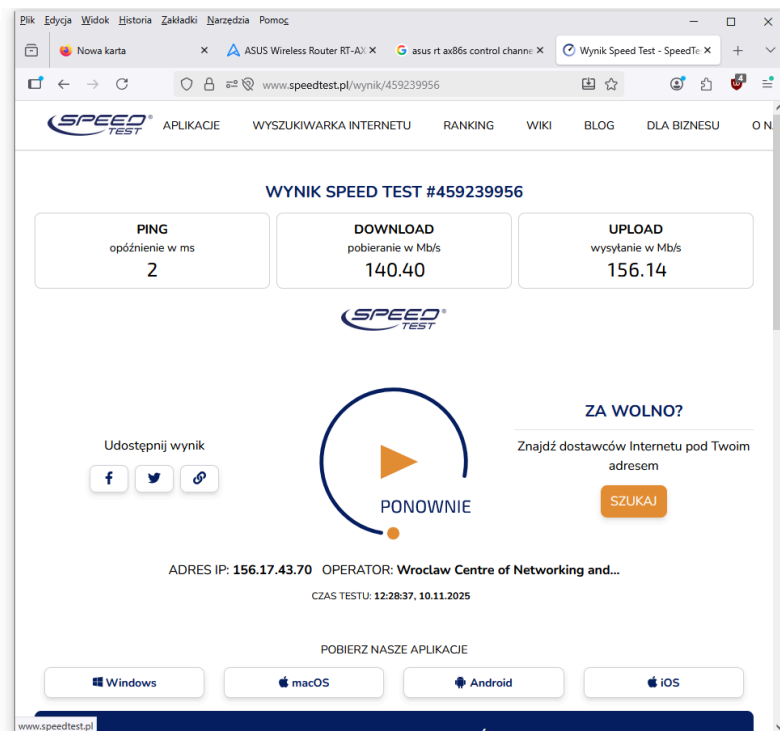 Plik Edycja Widok Historia Zakładki Narzędzia Pomoc
Nowa karta
ASUS Wireless Router RT-AX
asus rt ax86s control channe
Wynik Speed Test - SpeedTe
www.speedtest.pl/wynik/459239956
4
SPEED TEST
APLIKACJE WYSZUKIWARKA INTERNETU RANKING WIKI BLOG DLA BIZNESU O N
WYNIK SPEED TEST #459239956
PING
opóźnienie w ms
2
DOWNLOAD
pobieranie w Mb/s
140.40
UPLOAD
wysyłanie w Mb/s
156.14
SPEED TEST
Udostępnij wynik
PONOWNIE
ZA WOLNO?
Znajdź dostawców Internetu pod Twoim
adresem
SZUKAJ
ADRES IP: 156.17.43.70 OPERATOR: Wroclaw Centre of Networking and...
CZAS TESTU: 12:28:37, 10.11.2025
POBIERZ NASZE APLIKACJE
Windows
macOS
Android
iOS
www.speedtest.pl